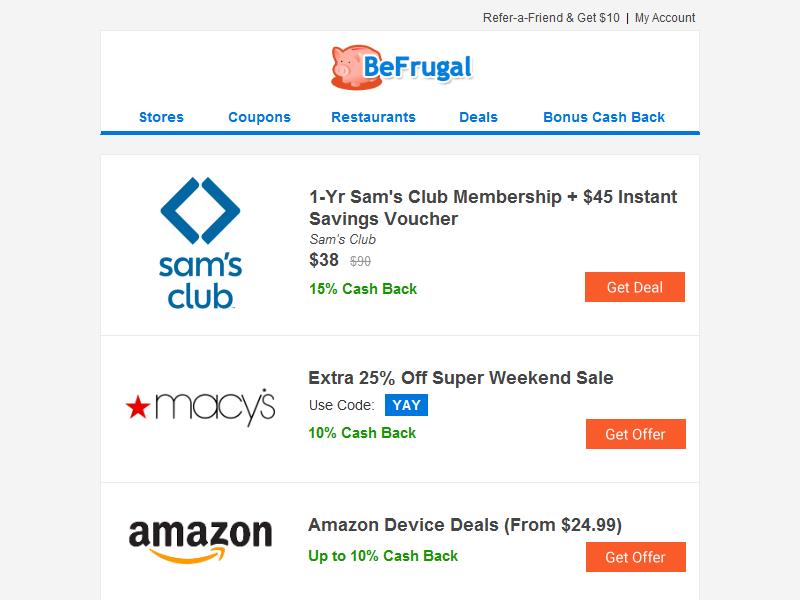 Refer-a-Friend & Get $10 | My Account
BeFrugal
Stores Coupons Restaurants Deals Bonus Cash Back
sam's
club
1-Yr Sam's Club Membership + $45 Instant
Savings Voucher
Sam's Club
$38 $90
15% Cash Back
Get Deal
macy's
Extra 25% Off Super Weekend Sale
Use Code: YAY
10% Cash Back
Get Offer
amazon
Amazon Device Deals (From $24.99)
Up to 10% Cash Back
Get Offer